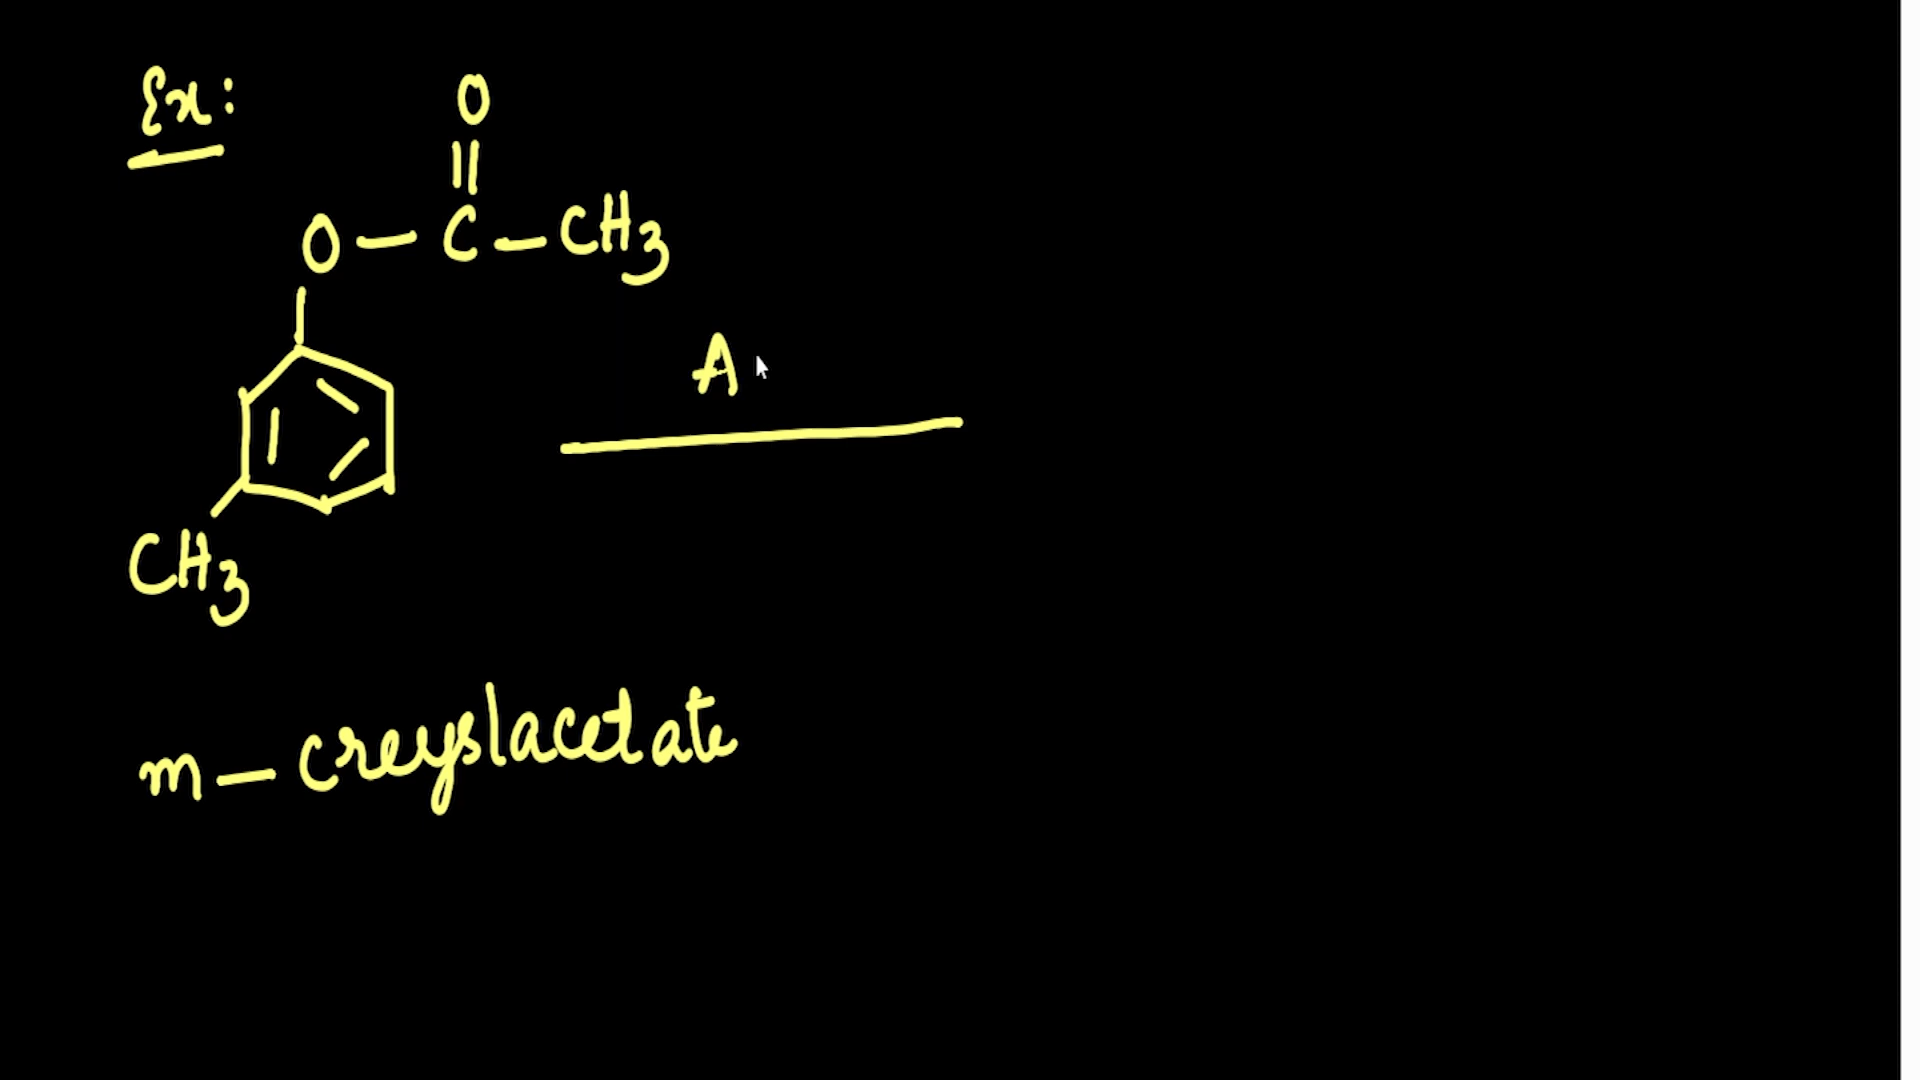 Ex:
O
O – C – CH3
A
CH3
m – creyslacetate